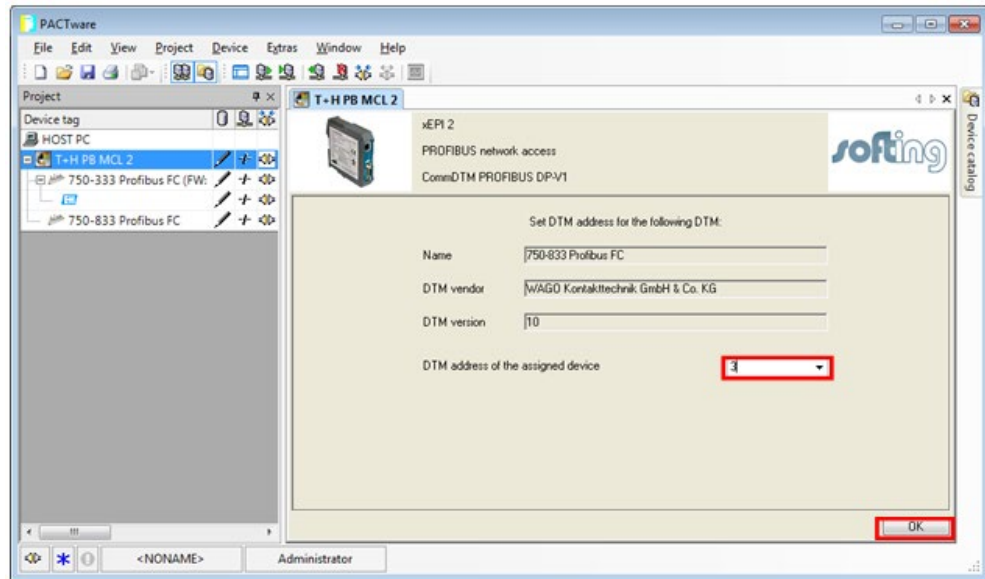 PACTware
File Edit View Project Device Extras Window Help
Project
Device tag
HOST PC
T+H PB MCL 2
750-333 Profibus FC (FW:
750-833 Profibus FC
T+H PB MCL 2
xEPI 2
PROFIBUS network access
CommDTM PROFIBUS DP-V1
softing
Set DTM address for the following DTM:
Name 750-833 Profibus FC
DTM vendor WAGO Kontakttechnik GmbH & Co. KG
DTM version 10
DTM address of the assigned device 3
OK
Device catalog
<NONAME> Administrator